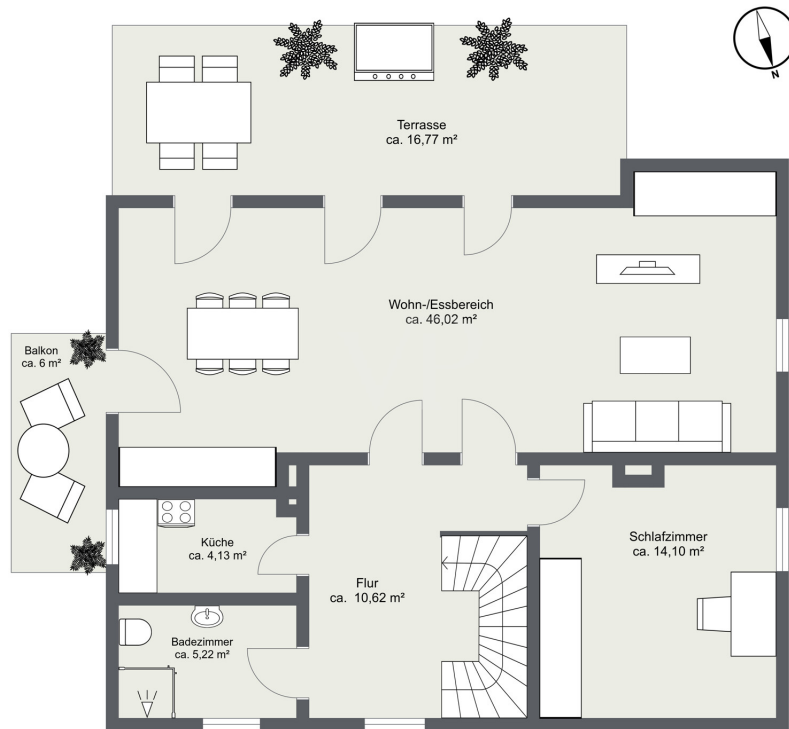 N
Terrasse
ca. 16,77 m²
Wohn-/Essbereich
ca. 46,02 m²
Balkon
ca. 6 m²
Küche
ca. 4,13 m²
Schlafzimmer
ca. 14,10 m²
Flur
ca. 10,62 m²
Badezimmer
ca. 5,22 m²